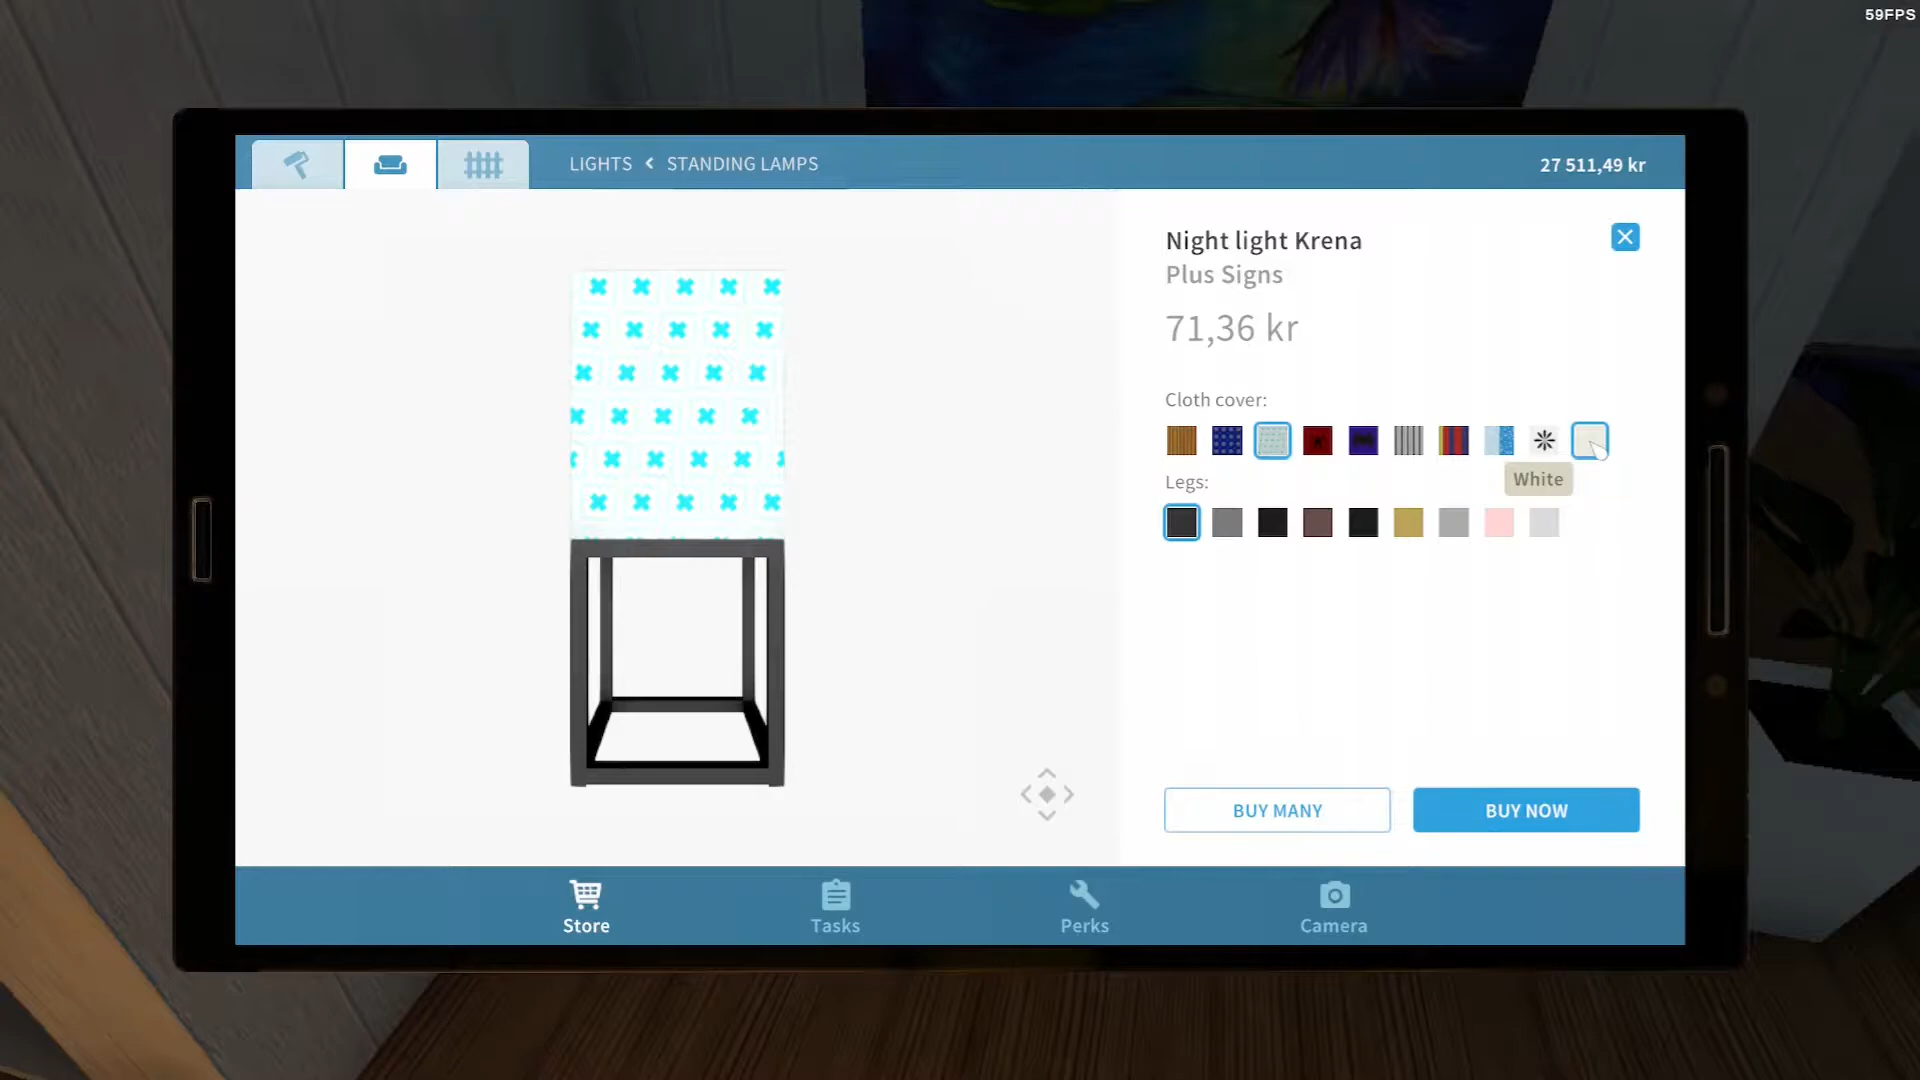 59FPS
LIGHTS < STANDING LAMPS
27 511,49 kr
Night light Krena
Plus Signs
71,36 kr
Cloth cover:
White
Legs:
BUY MANY
BUY NOW
Store
Tasks
Perks
Camera